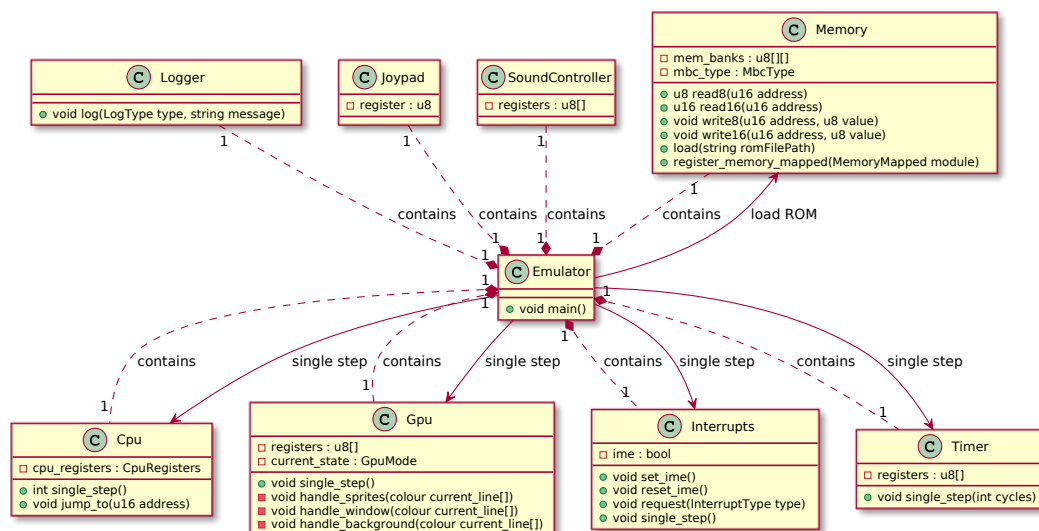 C Logger
void log(LogType type, string message)
C Joypad
register : u8
C SoundController
registers : u8[]
C Memory
mem_banks : u8[][]
mbc_type : MbcType
u8 read8(u16 address)
u16 read16(u16 address)
void write8(u16 address, u8 value)
void write16(u16 address, u8 value)
load(string romFilePath)
register_memory_mapped(MemoryMapped module)
1
1
1
1
contains
contains
contains
contains
load ROM
1
1
1
1
C Emulator
void main()
1
1
1
1
contains
single step
contains
single step
contains
single step
contains
single step
1
1
1
1
C Cpu
cpu_registers : CpuRegisters
int single_step()
void jump_to(u16 address)
C Gpu
registers : u8[]
current_state : GpuMode
void single_step()
void handle_sprites(colour current_line[])
void handle_window(colour current_line[])
void handle_background(colour current_line[])
C Interrupts
ime : bool
void set_ime()
void reset_ime()
void request(InterruptType type)
void single_step()
C Timer
registers : u8[]
void single_step(int cycles)